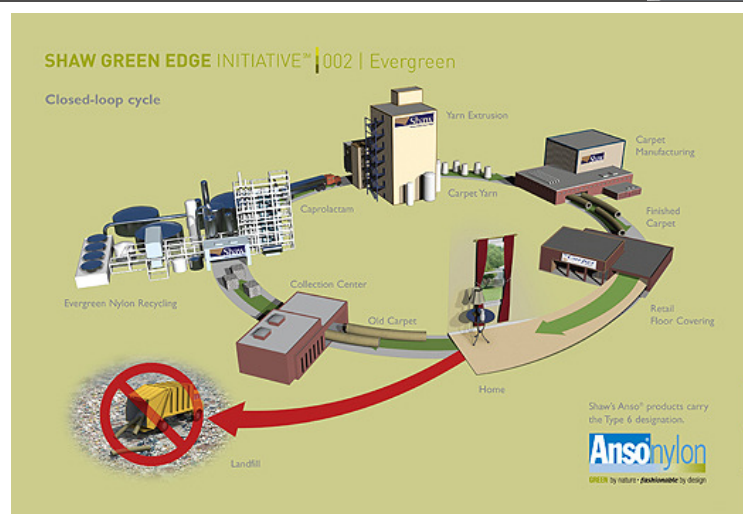 SHAW GREEN EDGE INITIATIVE℠ 002 | Evergreen
Closed-loop cycle
Yarn Extrusion
Shaw
Carpet
Manufacturing
Caprolactam
Carpet Yarn
Finished
Carpet
Shaw
Evergreen Nylon Recycling
Collection Center
Old Carpet
Retail
Floor Covering
Home
Landfill
Shaw's Anso® products carry
the Type 6 designation.
Anso nylon
GREEN by nature • fashionable by design